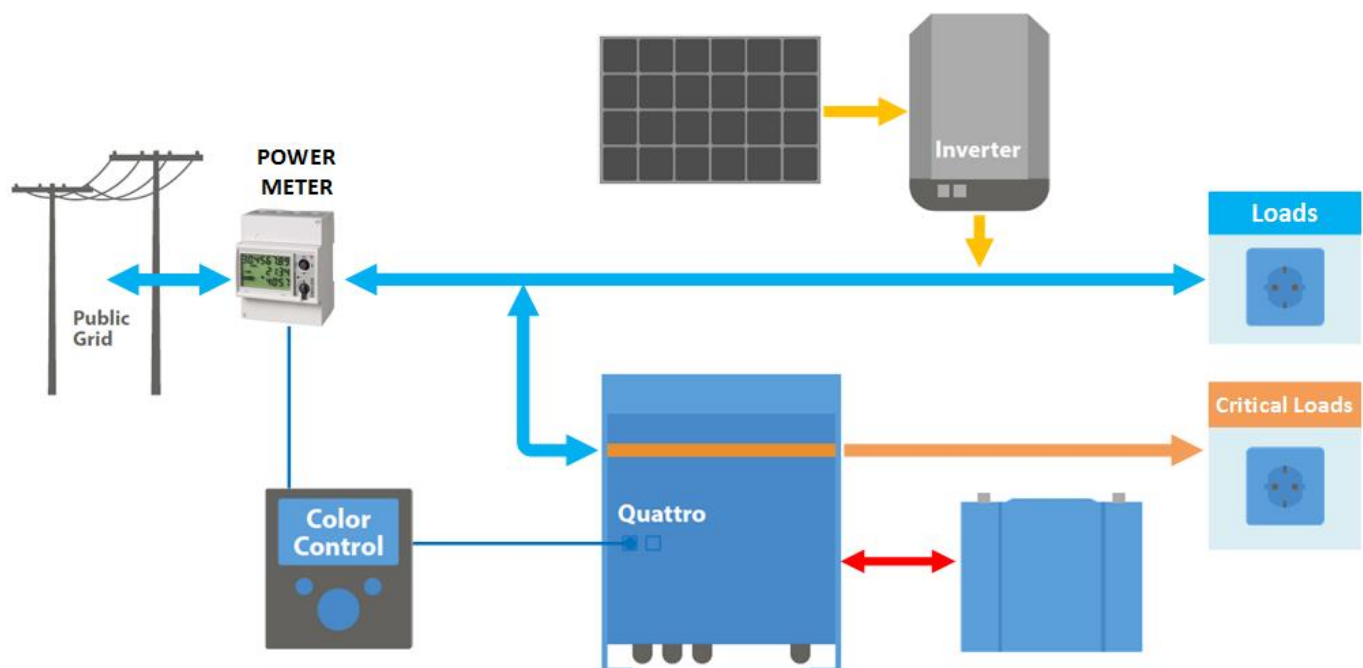 POWER
METER
Public
Grid
Inverter
Loads
Critical Loads
Color
Control
Quattro